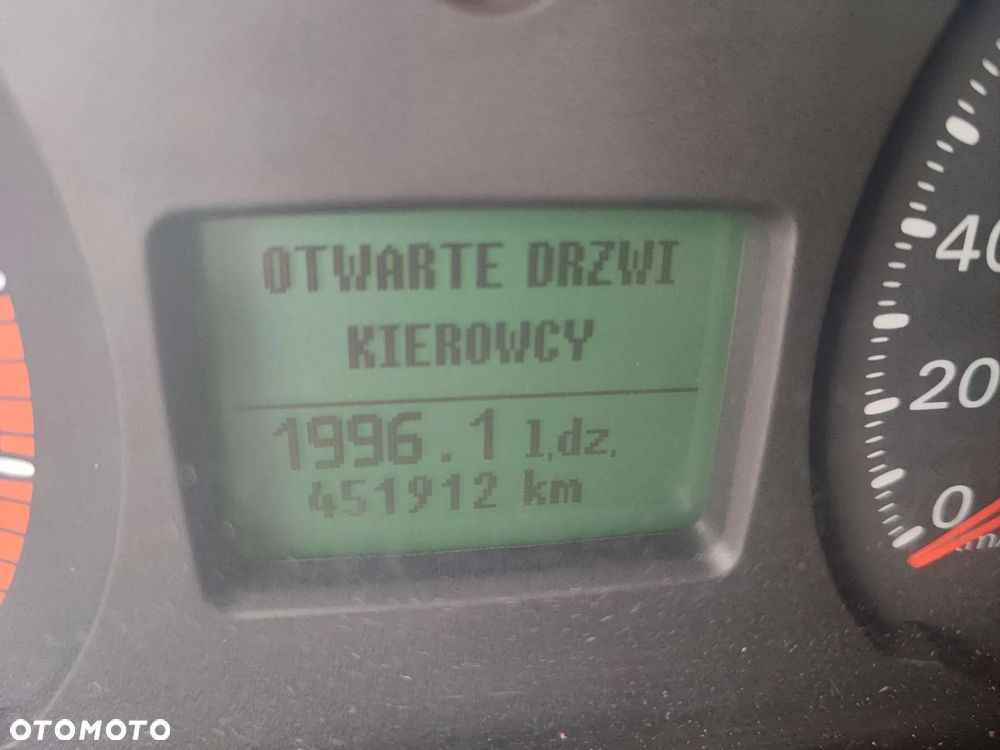 OTWARTE DRZWI
KIEROWCY
1996.1 l.dz.
451912 km
40
20
0
OTOMOTO